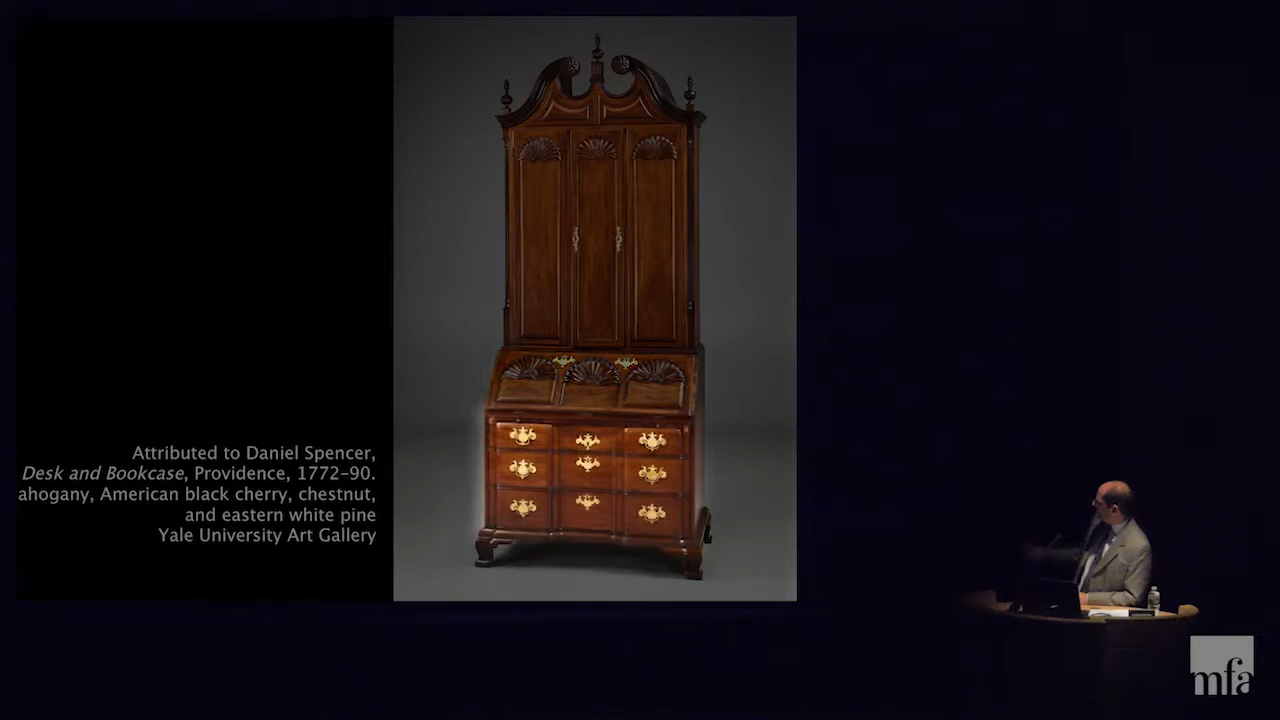 Attributed to Daniel Spencer,
Desk and Bookcase, Providence, 1772–90.
ahogany, American black cherry, chestnut,
and eastern white pine
Yale University Art Gallery
mfa